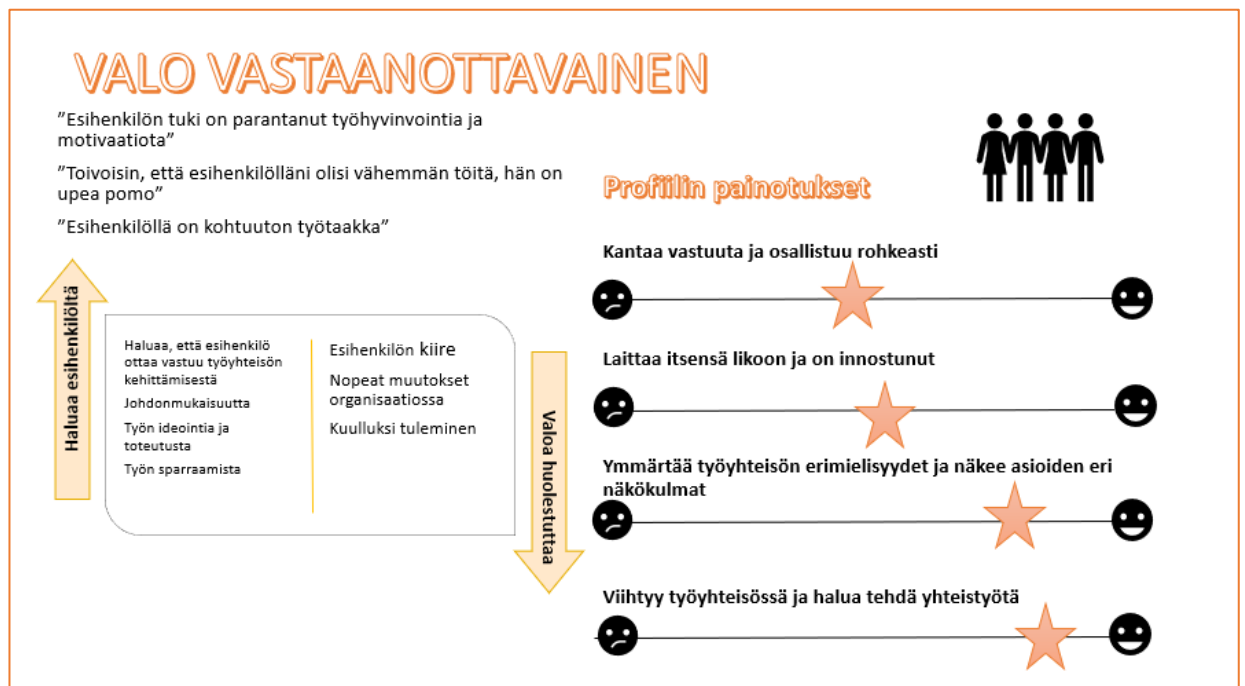 VALO VASTAANOTTAVAINEN
”Esihenkilön tuki on parantanut työhyvinvointia ja
motivaatiota”
”Toivoisin, että esihenkilölläni olisi vähemmän töitä, hän on
upea pomo”
”Esihenkilöllä on kohtuuton työtaakka”
Haluaa esihenkilöltä
Haluaa, että esihenkilö
ottaa vastuu työyhteisön
kehittämisestä
Johdonmukaisuutta
Työn ideointia ja
toteutusta
Työn sparraamista
Esihenkilön kiire
Nopeat muutokset
organisaatiossa
Kuulluksi tuleminen
Valoa huolestuttaa
Profiilin painotukset
Kantaa vastuuta ja osallistuu rohkeasti
Laittaa itsensä likoon ja on innostunut
Ymmärtää työyhteisön erimielisyydet ja näkee asioiden eri
näkökulmat
Viihtyy työyhteisössä ja halua tehdä yhteistyötä